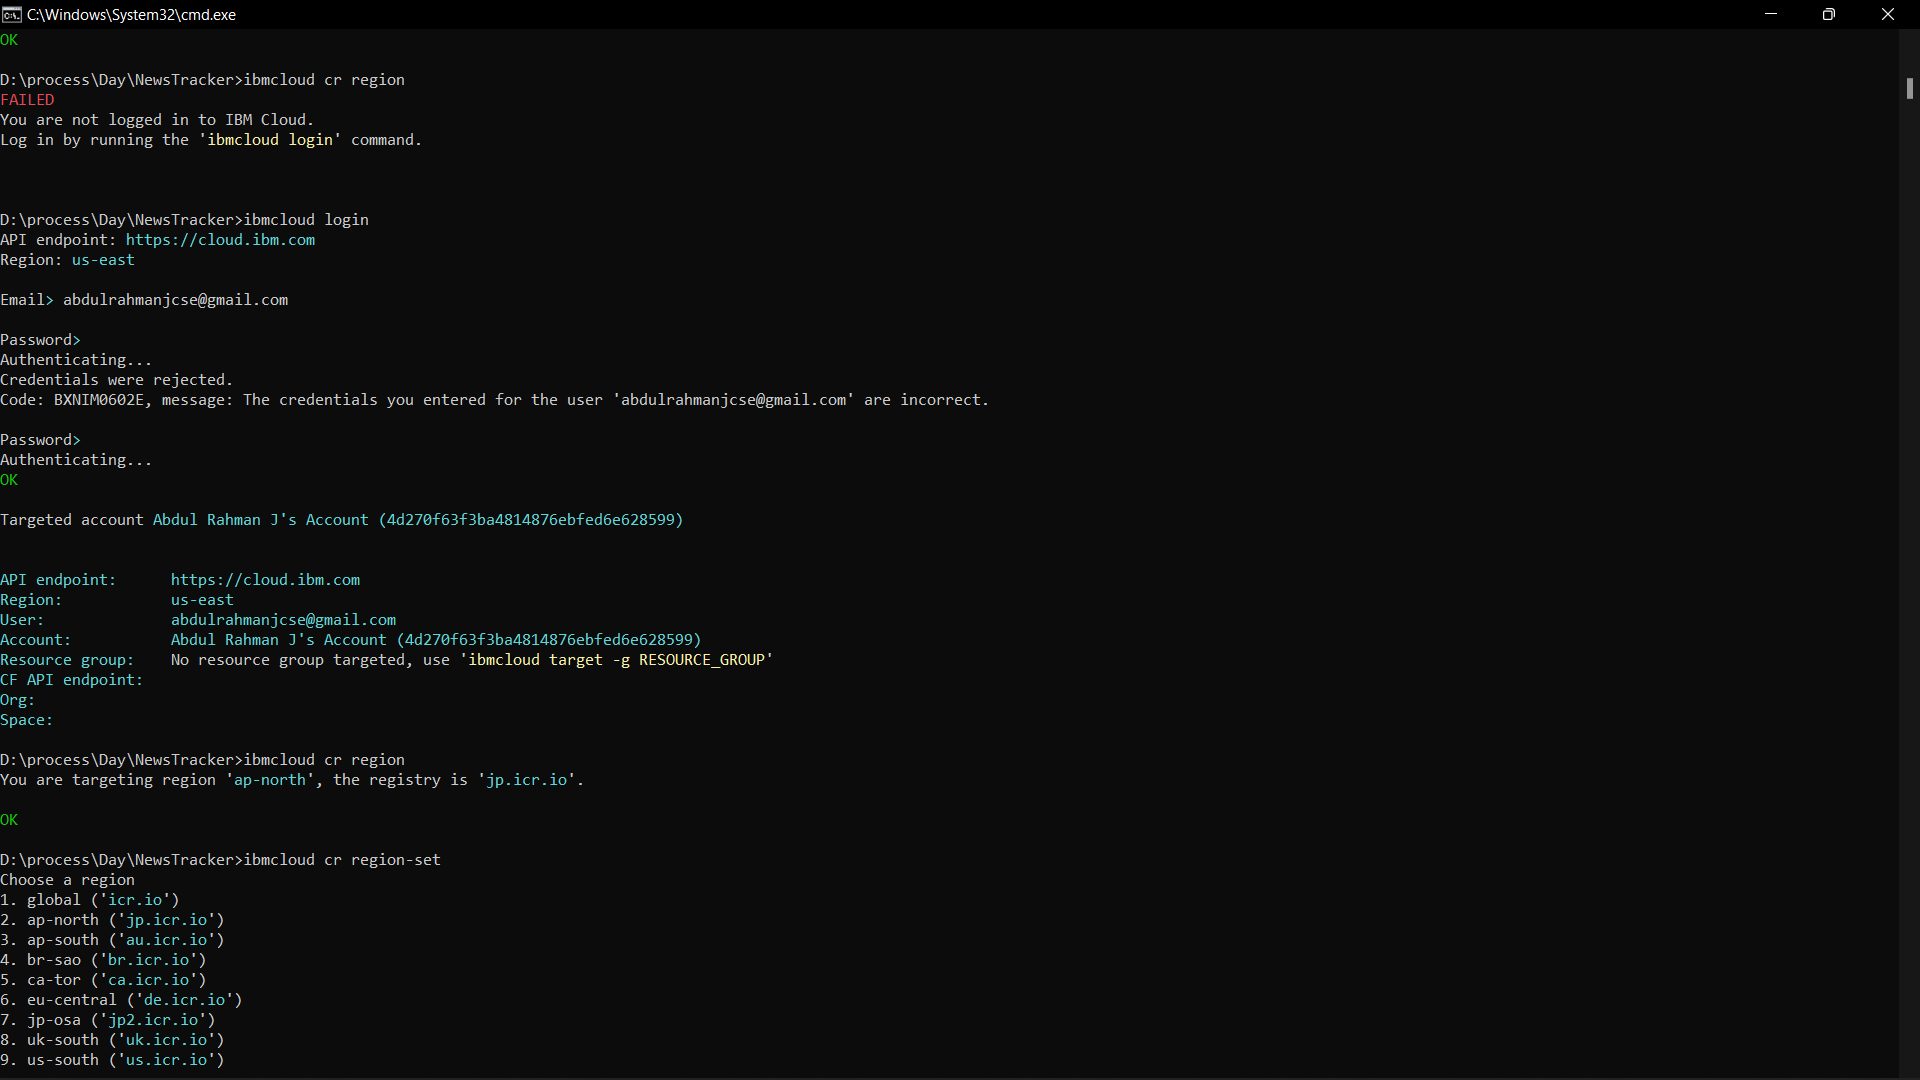 C:\Windows\System32\cmd.exe
OK
D:\process\Day\NewsTracker>ibmcloud cr region
FAILED
You are not logged in to IBM Cloud.
Log in by running the 'ibmcloud login' command.
D:\process\Day\NewsTracker>ibmcloud login
API endpoint: https://cloud.ibm.com
Region: us-east
Email> abdulrahmanjcse@gmail.com
Password>
Authenticating...
Credentials were rejected.
Code: BXNIM0602E, message: The credentials you entered for the user 'abdulrahmanjcse@gmail.com' are incorrect.
Password>
Authenticating...
OK
Targeted account Abdul Rahman J's Account (4d270f63f3ba4814876ebfed6e628599)
API endpoint: https://cloud.ibm.com
Region: us-east
User: abdulrahmanjcse@gmail.com
Account: Abdul Rahman J's Account (4d270f63f3ba4814876ebfed6e628599)
Resource group: No resource group targeted, use 'ibmcloud target -g RESOURCE_GROUP'
CF API endpoint:
Org:
Space:
D:\process\Day\NewsTracker>ibmcloud cr region
You are targeting region 'ap-north', the registry is 'jp.icr.io'.
OK
D:\process\Day\NewsTracker>ibmcloud cr region-set
Choose a region
1. global ('icr.io')
2. ap-north ('jp.icr.io')
3. ap-south ('au.icr.io')
4. br-sao ('br.icr.io')
5. ca-tor ('ca.icr.io')
6. eu-central ('de.icr.io')
7. jp-osa ('jp2.icr.io')
8. uk-south ('uk.icr.io')
9. us-south ('us.icr.io')